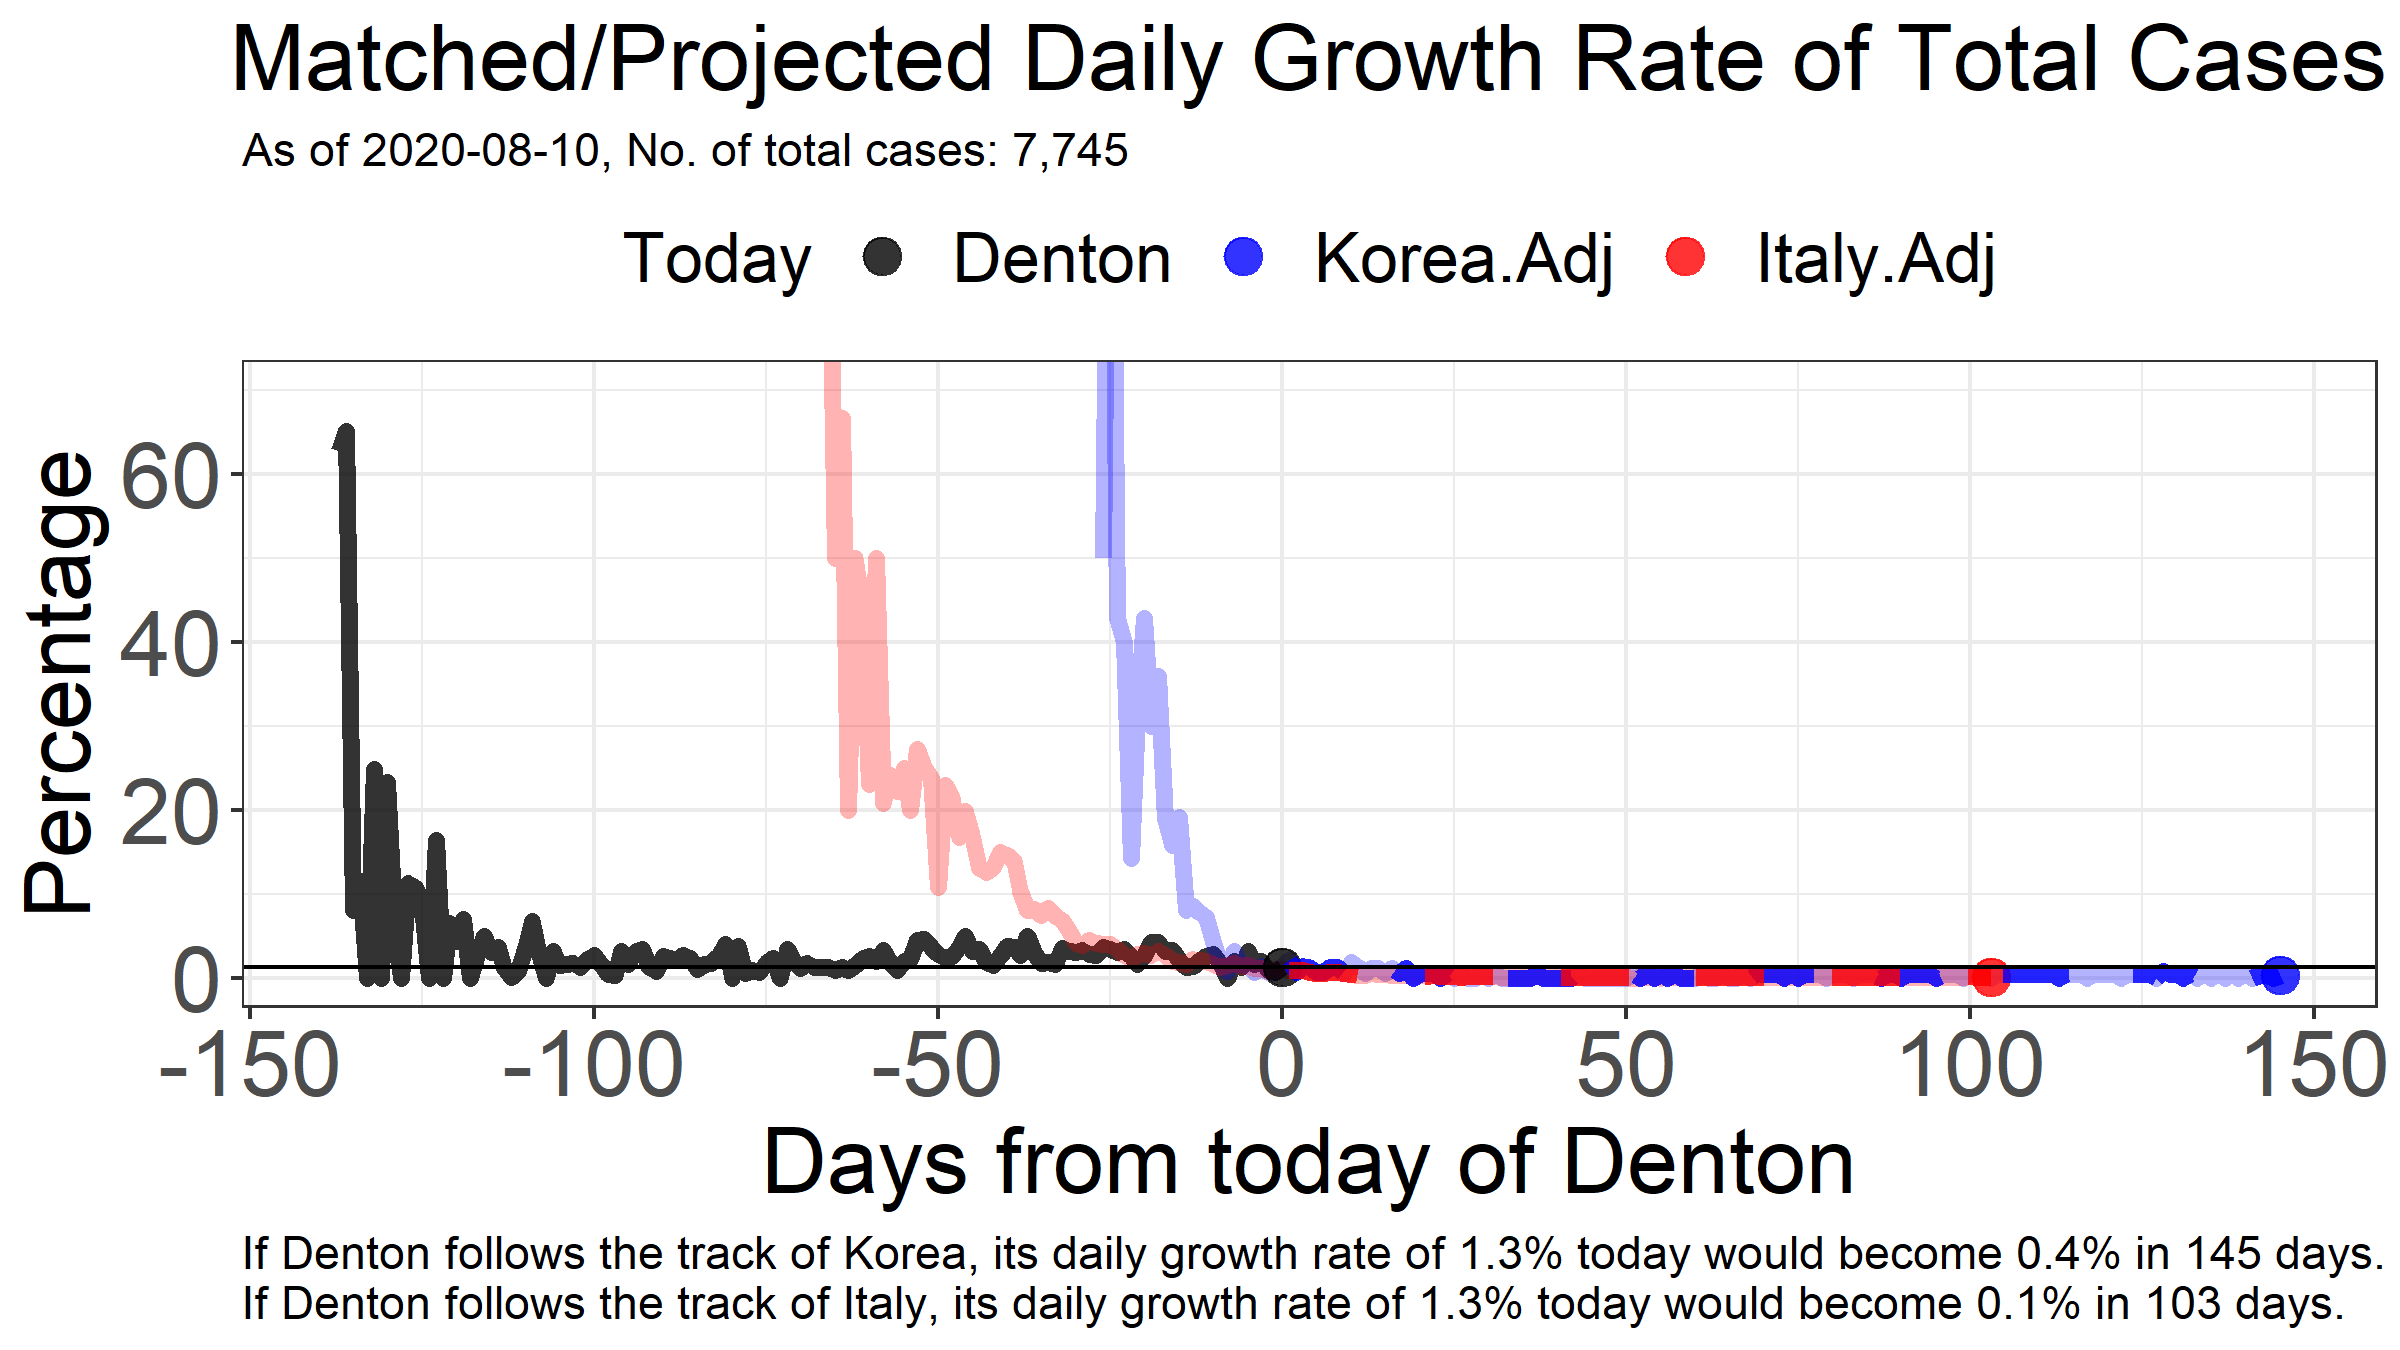 Matched/Projected Daily Growth Rate of Total Cases
As of 2020-08-10, No. of total cases: 7,745
Today Denton Korea.Adj Italy.Adj
Percentage
60
40
20
0
-150 -100 -50 0 50 100 150
Days from today of Denton
If Denton follows the track of Korea, its daily growth rate of 1.3% today would become 0.4% in 145 days.
If Denton follows the track of Italy, its daily growth rate of 1.3% today would become 0.1% in 103 days.